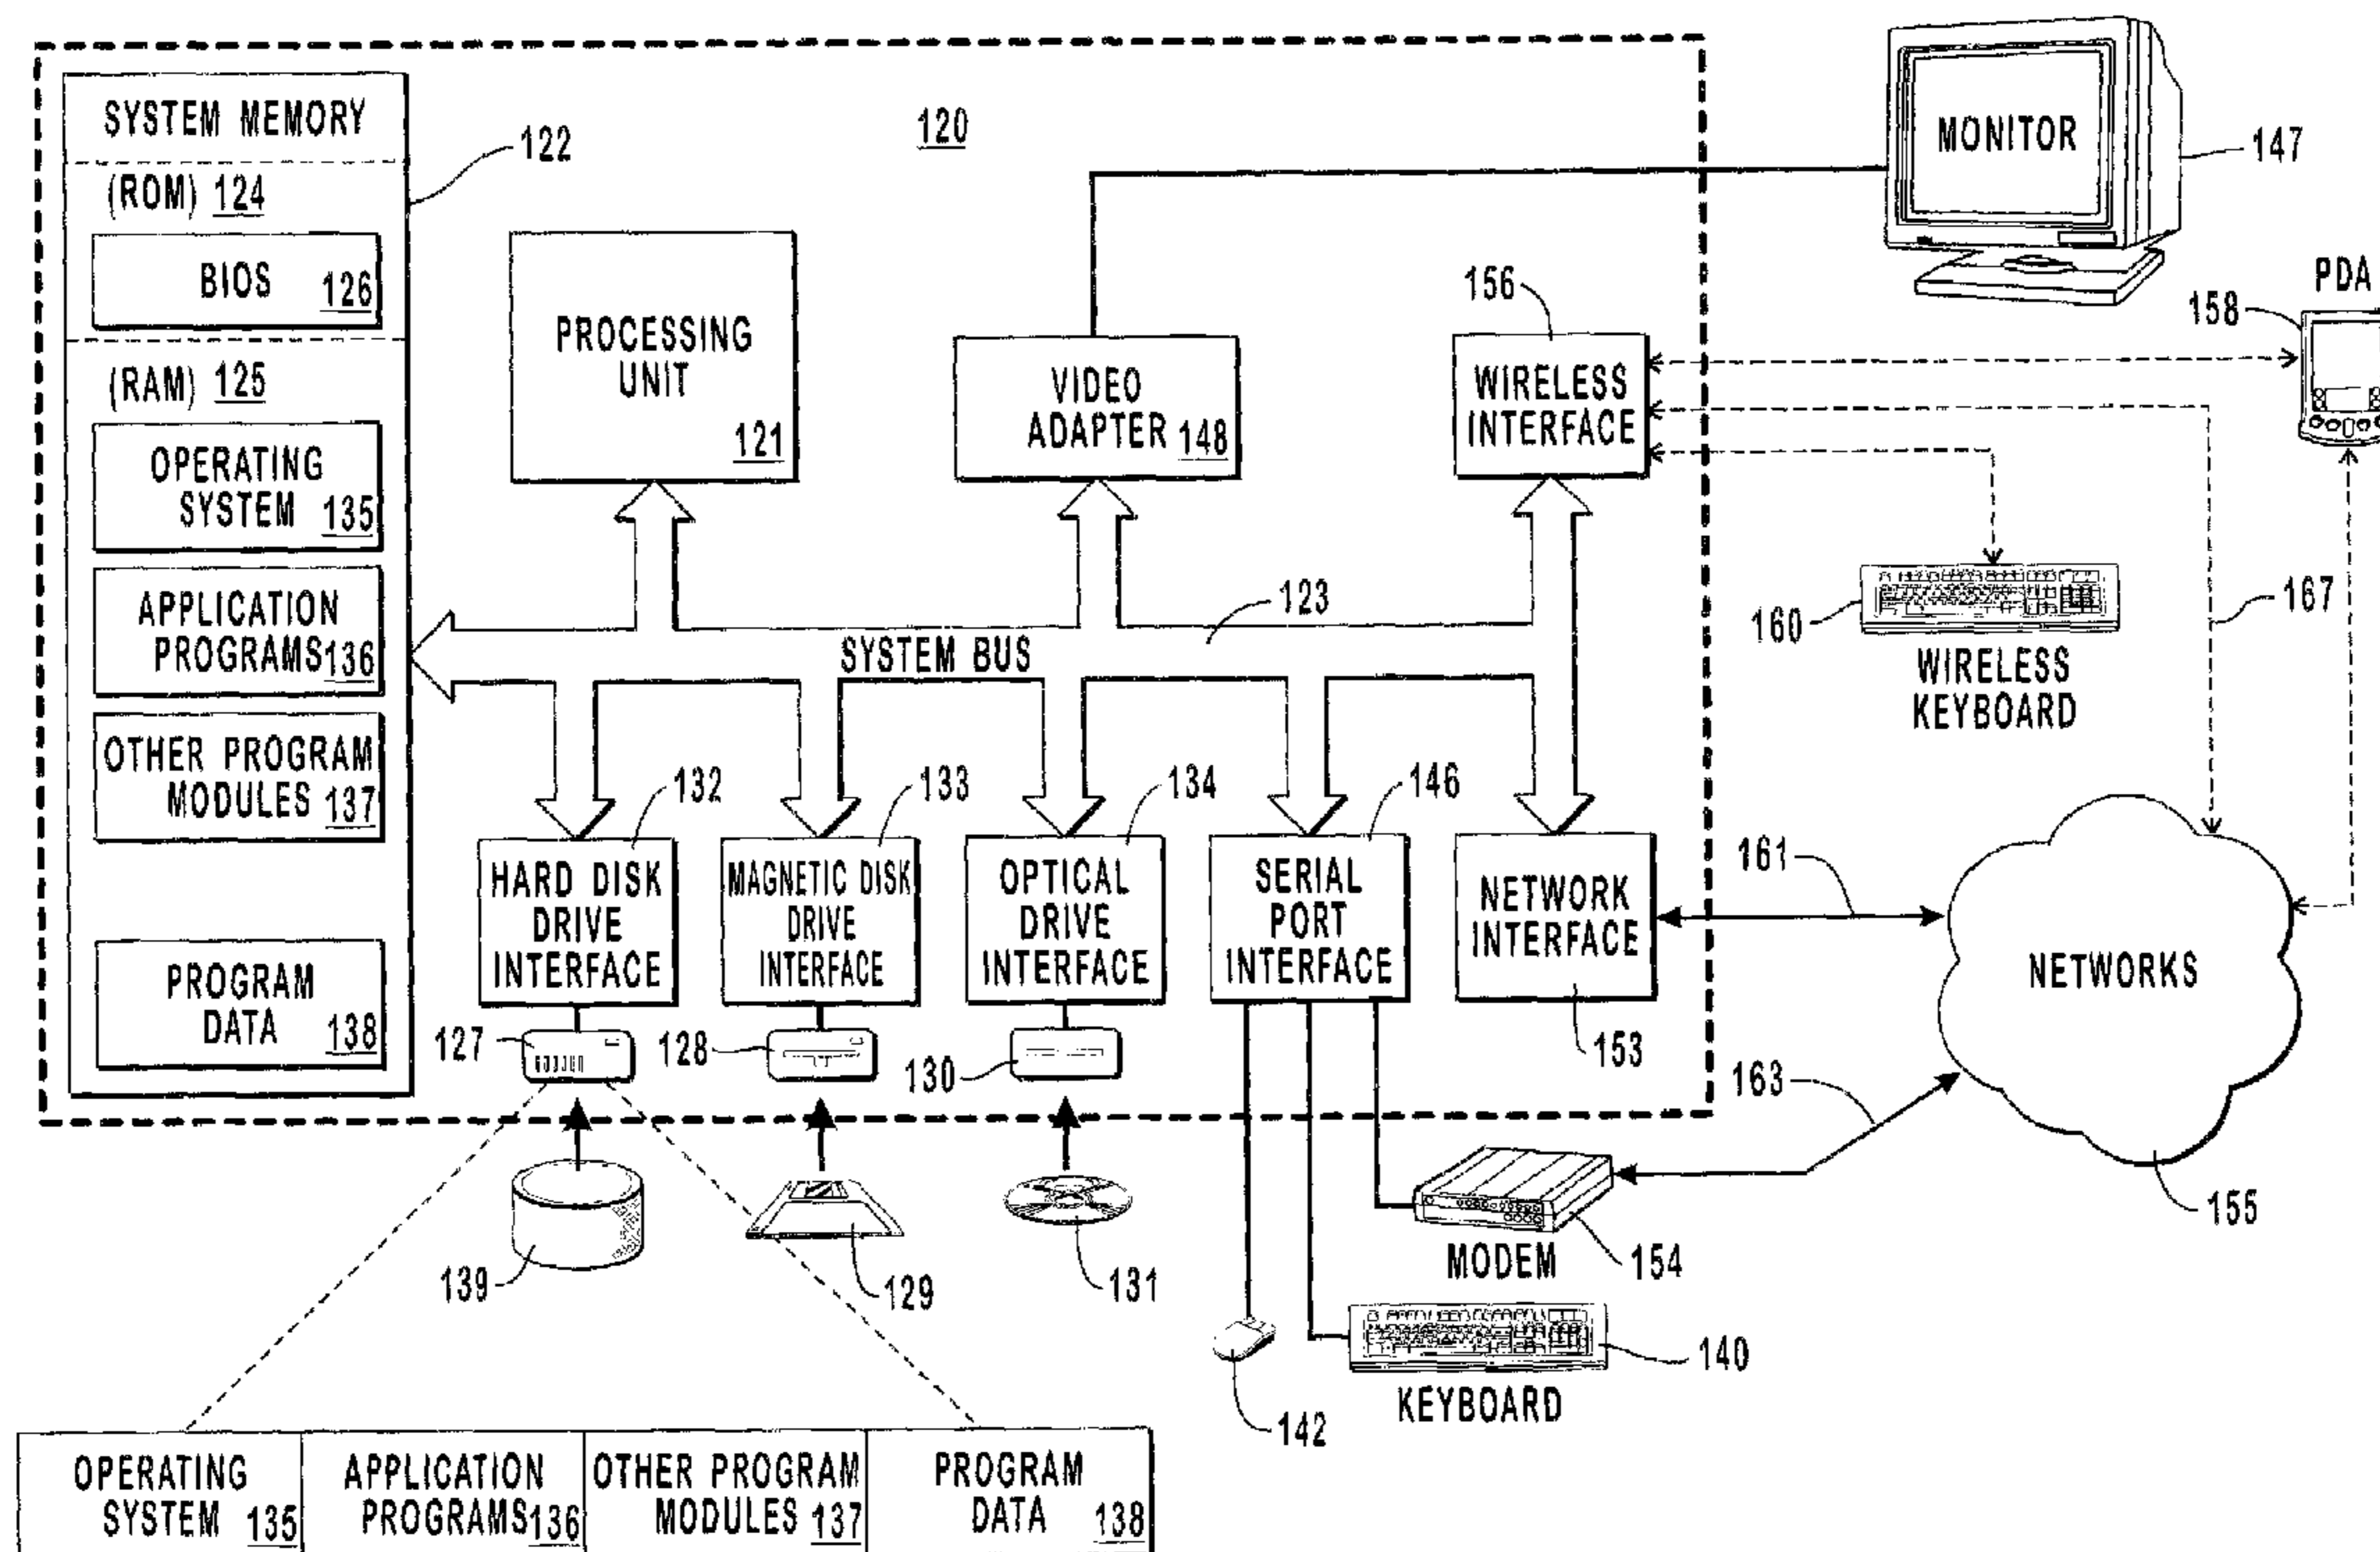 SYSTEM MEMORY
(ROM) 124
BIOS 126
(RAM) 125
OPERATING
SYSTEM 135
APPLICATION
PROGRAMS 136
OTHER PROGRAM
MODULES 137
PROGRAM
DATA 138
122
120
PROCESSING
UNIT
121
VIDEO
ADAPTER 148
156
WIRELESS
INTERFACE
MONITOR
147
PDA
158
123
SYSTEM BUS
160
WIRELESS
KEYBOARD
167
132
HARD DISK
DRIVE
INTERFACE
133
MAGNETIC DISK
DRIVE
INTERFACE
134
OPTICAL
DRIVE
INTERFACE
146
SERIAL
PORT
INTERFACE
NETWORK
INTERFACE
153
161
NETWORKS
163
155
127
128
130
139
129
131
MODEM
154
142
140
KEYBOARD
OPERATING
SYSTEM 135
APPLICATION
PROGRAMS 136
OTHER PROGRAM
MODULES 137
PROGRAM
DATA 138